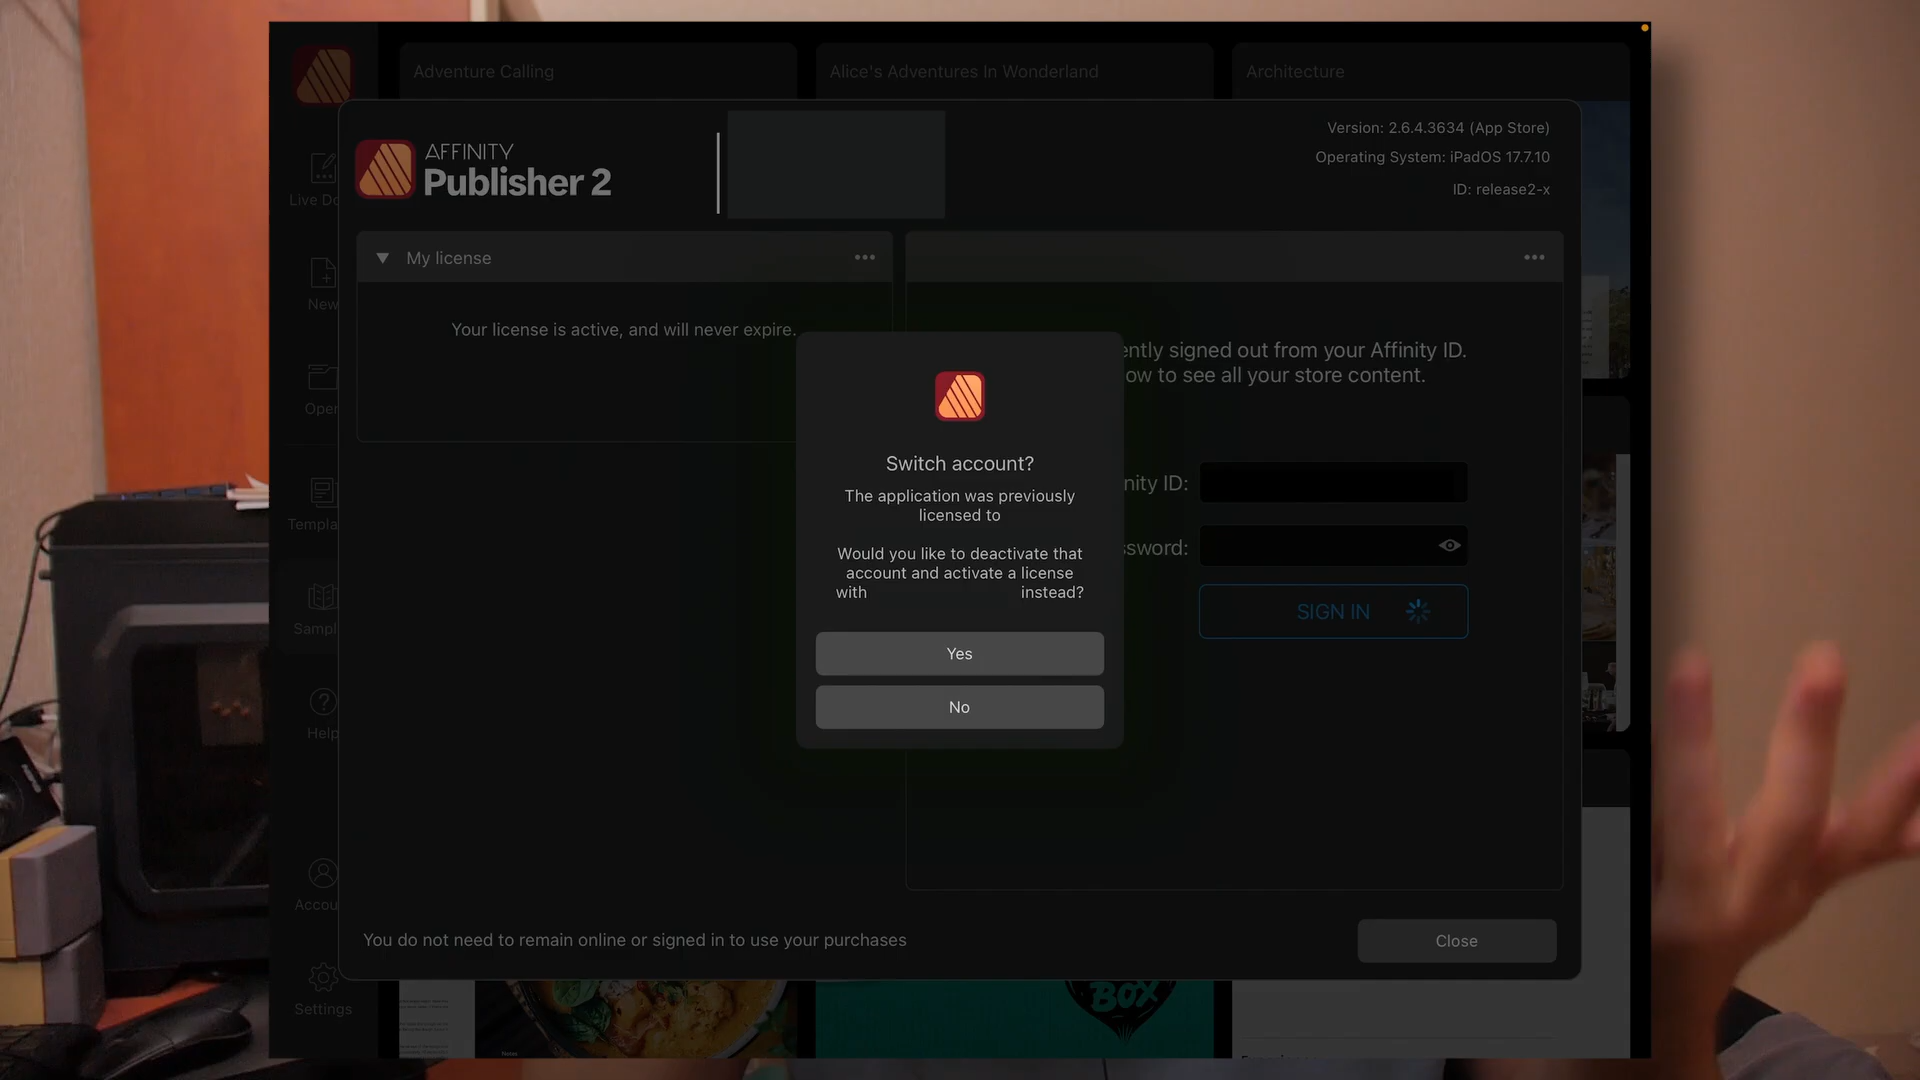 Adventure Calling
Alice's Adventures In Wonderland
Architecture
AFFINITY
Publisher 2
Version: 2.6.4.3634 (App Store)
Operating System: iPadOS 17.7.10
ID: release2-x
Live Do
New
Open
Templa
Sampl
Help
Accou
Settings
My license
Your license is active, and will never expire.
ently signed out from your Affinity ID.
ow to see all your store content.
nity ID:
sword:
SIGN IN
Switch account?
The application was previously
licensed to
Would you like to deactivate that
account and activate a license
with instead?
Yes
No
You do not need to remain online or signed in to use your purchases
Close
BOX
Notes